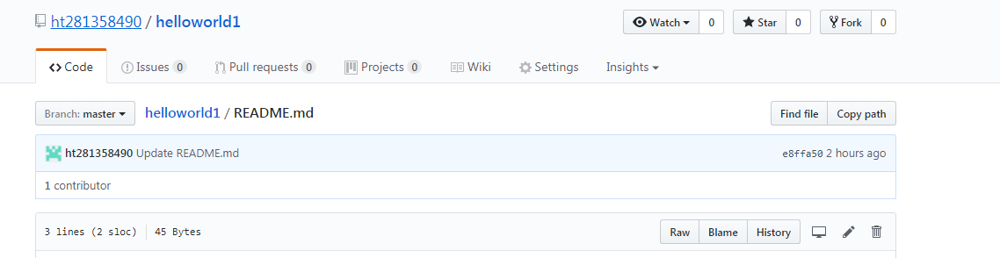 ht281358490 / helloworld1 Watch 0 Star 0 Fork 0
Code Issues 0 Pull requests 0 Projects 0 Wiki Settings Insights
Branch: master helloworld1 / README.md Find file Copy path
ht281358490 Update README.md e8ffa50 2 hours ago
1 contributor
3 lines (2 sloc) 45 Bytes Raw Blame History